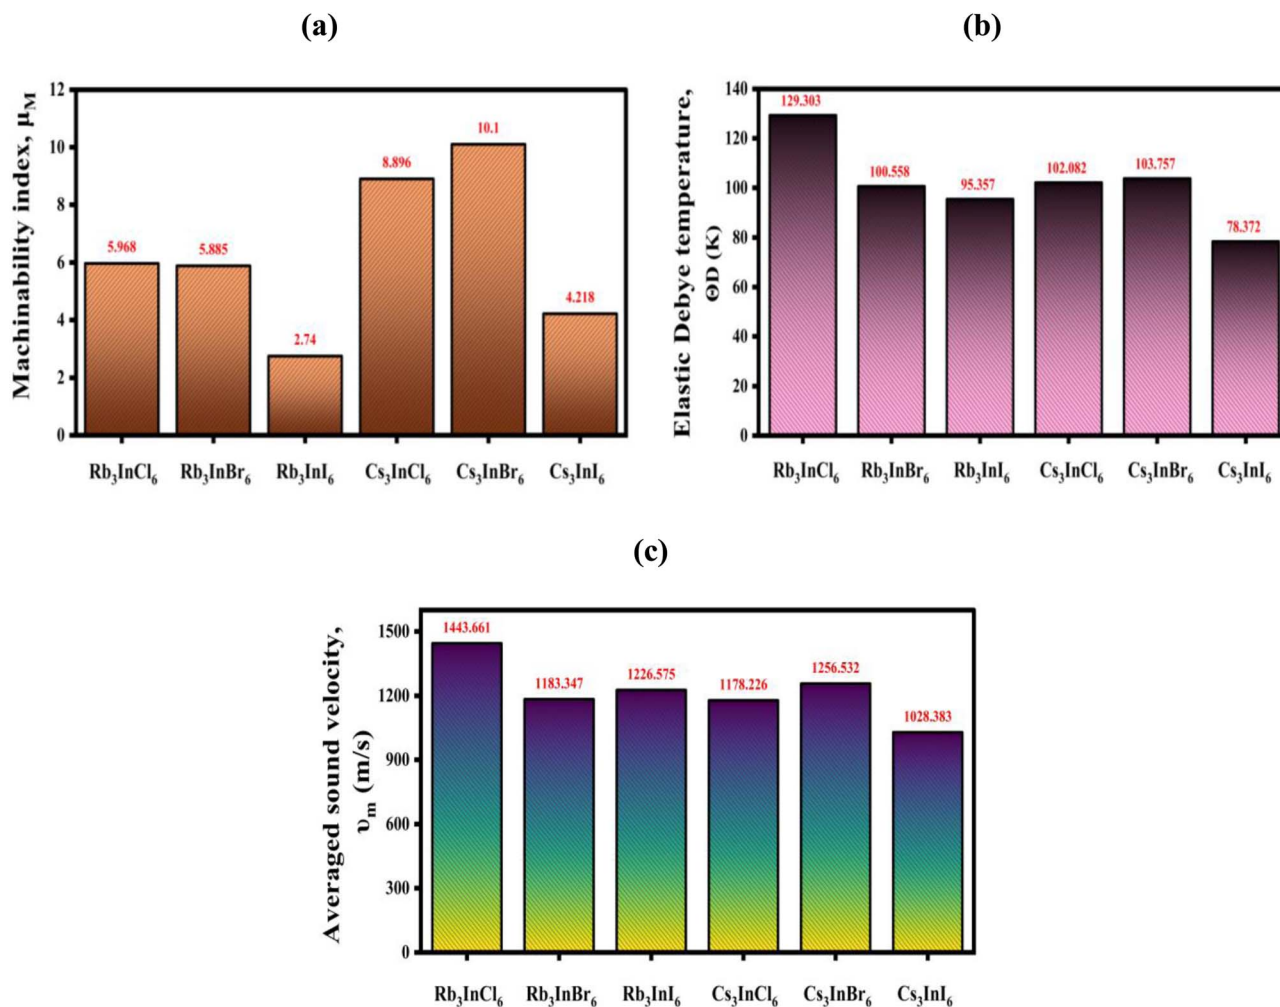 (a)
Machinability index, μM
12
10
8
6
4
2
0
5.968
5.885
2.74
8.896
10.1
4.218
Rb3InCl6
Rb3InBr6
Rb3InI6
Cs3InCl6
Cs3InBr6
Cs3InI6
(b)
Elastic Debye temperature,
ΘD (K)
140
120
100
80
60
40
20
0
129.303
100.558
95.357
102.082
103.757
78.372
Rb3InCl6
Rb3InBr6
Rb3InI6
Cs3InCl6
Cs3InBr6
Cs3InI6
(c)
Averaged sound velocity,
υm (m/s)
1500
1200
900
600
300
0
1443.661
1183.347
1226.575
1178.226
1256.532
1028.383
Rb3InCl6
Rb3InBr6
Rb3InI6
Cs3InCl6
Cs3InBr6
Cs3InI6